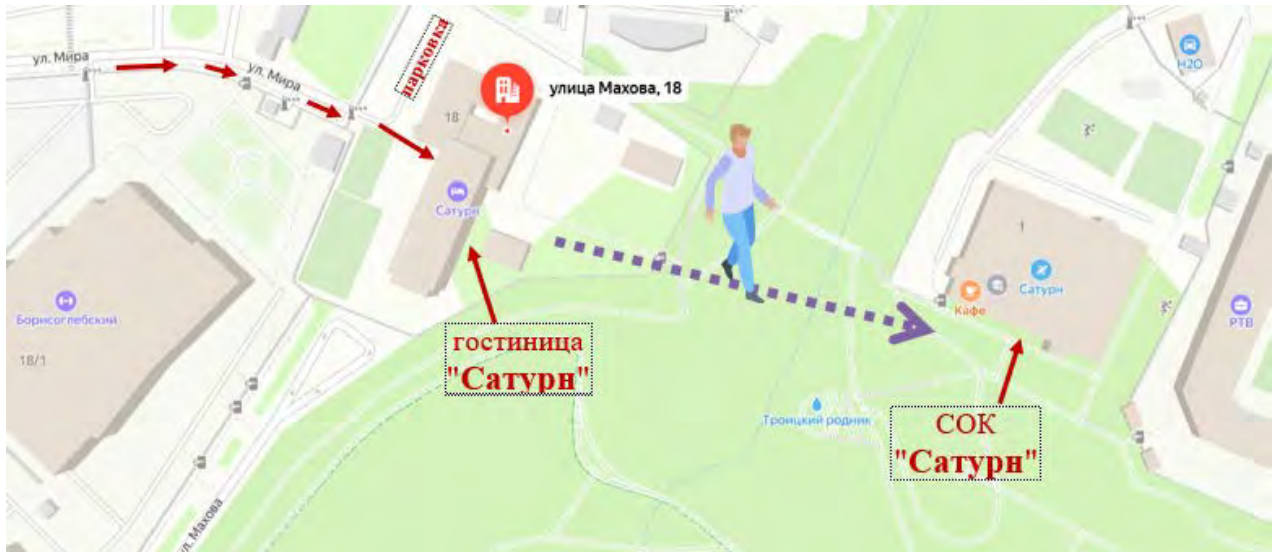 ул. Мира
ул. Мира
парковка
улица Махова, 18
18
Сатурн
Борисоглебский
18/1
ул. Махова
гостиница
"Сатурн"
Троицкий родник
H2O
1
Сатурн
Кафе
РТВ
СОК
"Сатурн"